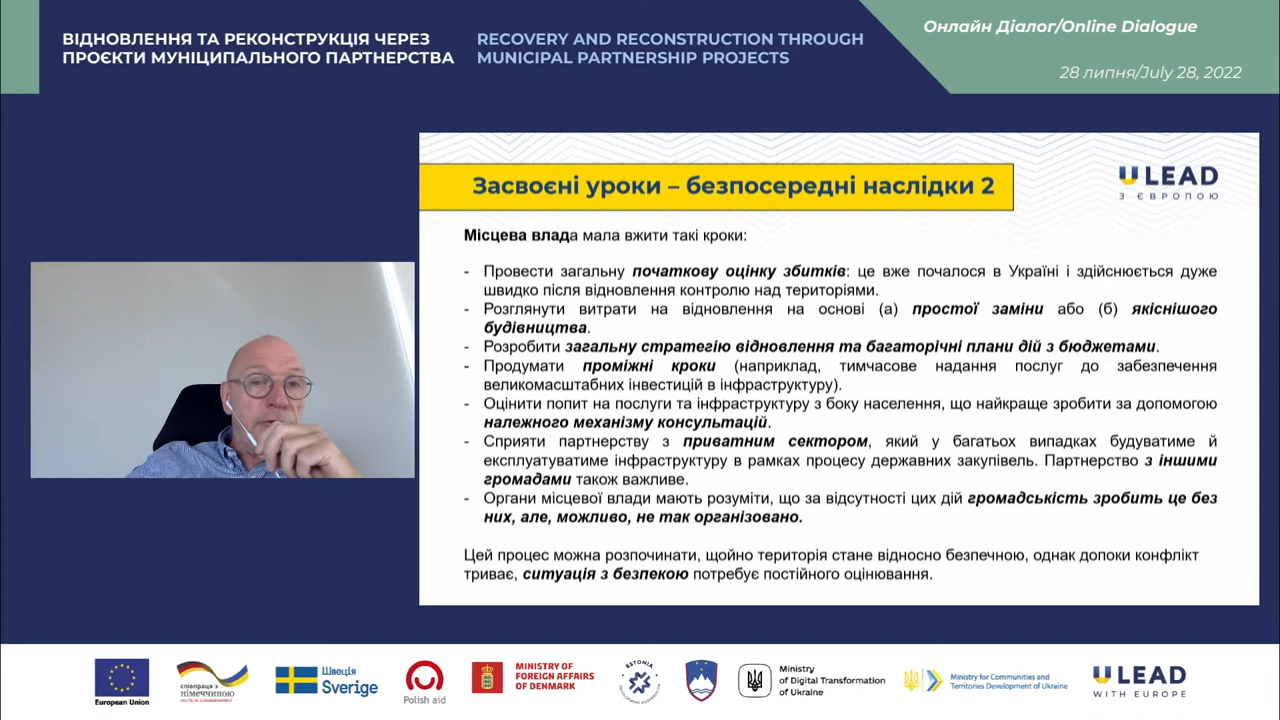 ВІДНОВЛЕННЯ ТА РЕКОНСТРУКЦІЯ ЧЕРЕЗ
ПРОЄКТИ МУНІЦИПАЛЬНОГО ПАРТНЕРСТВА
RECOVERY AND RECONSTRUCTION THROUGH
MUNICIPAL PARTNERSHIP PROJECTS
Онлайн Діалог/Online Dialogue
28 липня/July 28, 2022
Засвоєні уроки – безпосередні наслідки 2
U LEAD
З ЄВРОПОЮ
Місцева влада мала вжити такі кроки:
- Провести загальну початкову оцінку збитків: це вже почалося в Україні і здійснюється дуже
швидко після відновлення контролю над територіями.
- Розглянути витрати на відновлення на основі (а) простої заміни або (б) якіснішого
будівництва.
- Розробити загальну стратегію відновлення та багаторічні плани дій з бюджетами.
- Продумати проміжні кроки (наприклад, тимчасове надання послуг до забезпечення
великомасштабних інвестицій в інфраструктуру).
- Оцінити попит на послуги та інфраструктуру з боку населення, що найкраще зробити за допомогою
належного механізму консультацій.
- Сприяти партнерству з приватним сектором, який у багатьох випадках будуватиме й
експлуатуватиме інфраструктуру в рамках процесу державних закупівель. Партнерство з іншими
громадами також важливе.
- Органи місцевої влади мають розуміти, що за відсутності цих дій громадськість зробить це без
них, але, можливо, не так організовано.
Цей процес можна розпочинати, щойно територія стане відносно безпечною, однак допоки конфлікт
триває, ситуація з безпекою потребує постійного оцінювання.
European Union
співпраця з
німеччиною
Швеція
Sverige
Polish aid
MINISTRY OF
FOREIGN AFFAIRS
OF DENMARK
ESTONIA
Ministry
of Digital Transformation
of Ukraine
Ministry for Communities and
Territories Development of Ukraine
U LEAD
WITH EUROPE